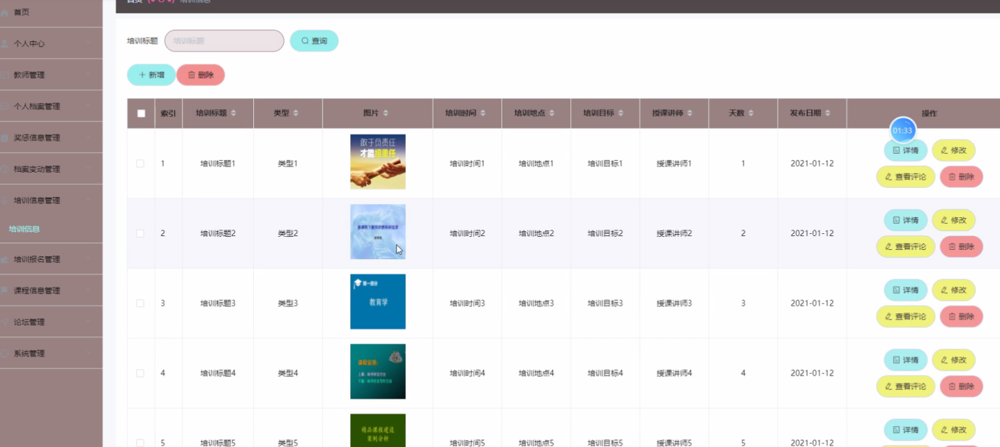 首页 (●'◡'●) 培训信息
首页
个人中心
教师管理
个人档案管理
奖惩信息管理
档案变动管理
培训信息管理
培训信息
培训报名管理
课程信息管理
论坛管理
系统管理
培训标题 培训标题 查询
新增 删除
索引 培训标题 类型 图片 培训时间 培训地点 培训目标 授课讲师 天数 发布日期 操作
01:33
1 培训标题1 类型1 敢于负责任 才能担重任 培训时间1 培训地点1 培训目标1 授课讲师1 1 2021-01-12 详情 修改
查看评论 删除
2 培训标题2 类型2 培训时间2 培训地点2 培训目标2 授课讲师2 2 2021-01-12 详情 修改
查看评论 删除
3 培训标题3 类型3 第一部分 教育学 培训时间3 培训地点3 培训目标3 授课讲师3 3 2021-01-12 详情 修改
查看评论 删除
4 培训标题4 类型4 课程安排: 培训时间4 培训地点4 培训目标4 授课讲师4 4 2021-01-12 详情 修改
查看评论 删除
5 培训标题5 类型5 精品课程建设 案例分析 培训时间5 培训地点5 培训目标5 授课讲师5 5 2021-01-12 详情 修改